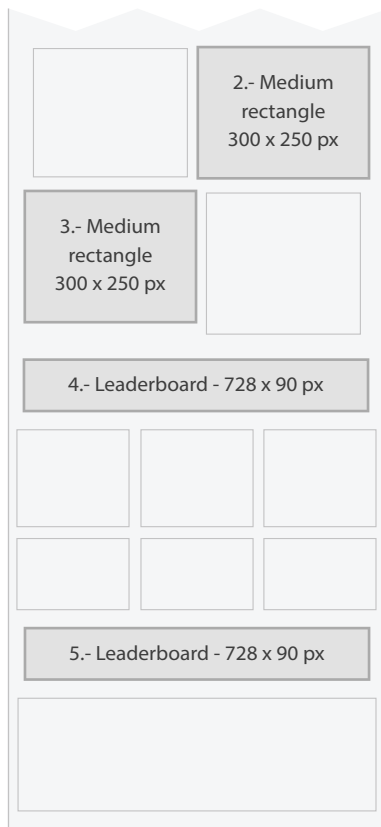 2.- Medium
rectangle
300 x 250 px
3.- Medium
rectangle
300 x 250 px
4.- Leaderboard - 728 x 90 px
5.- Leaderboard - 728 x 90 px